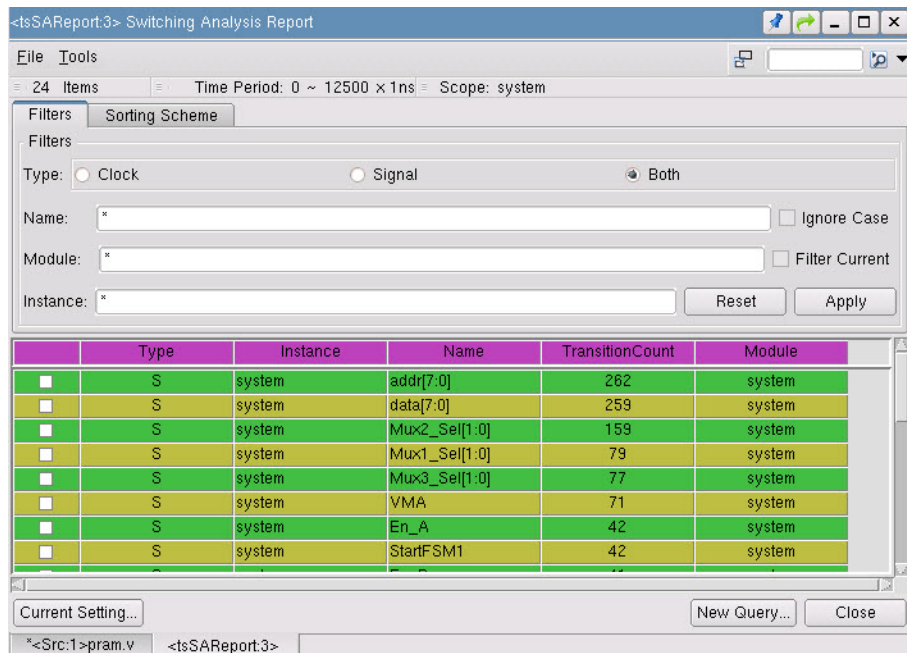 <tsSAReport:3> Switching Analysis Report
File Tools
24 Items Time Period: 0 ~ 12500 x 1ns Scope: system
Filters Sorting Scheme
Filters
Type: Clock Signal Both
Name: * Ignore Case
Module: * Filter Current
Instance: * Reset Apply
Type Instance Name TransitionCount Module
S system addr[7:0] 262 system
S system data[7:0] 259 system
S system Mux2_Sel[1:0] 159 system
S system Mux1_Sel[1:0] 79 system
S system Mux3_Sel[1:0] 77 system
S system VMA 71 system
S system En_A 42 system
S system StartFSM1 42 system
Current Setting... New Query... Close
*<Src:1>pram.v <tsSAReport:3>